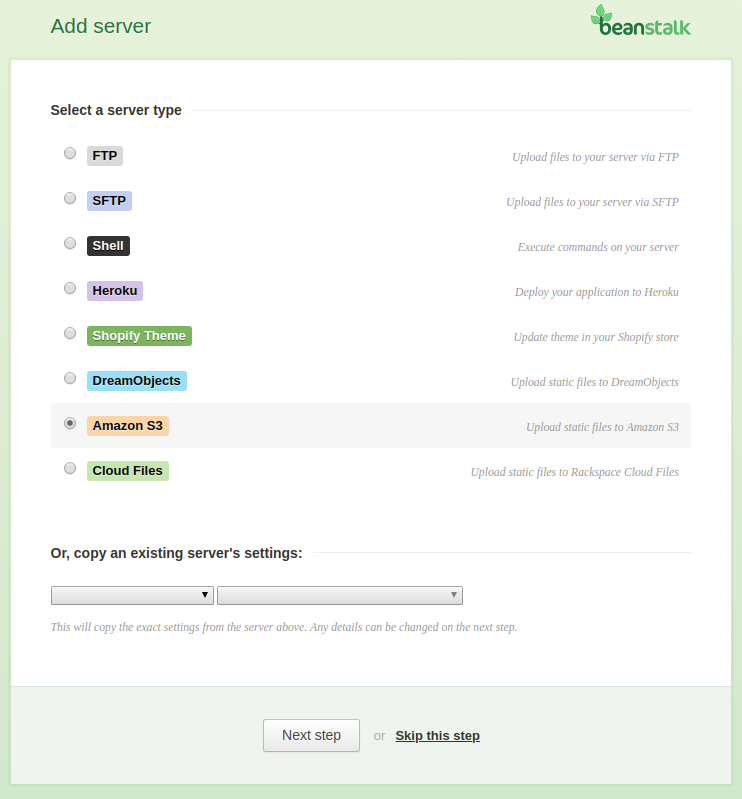 Add server
beanstalk
Select a server type
FTP Upload files to your server via FTP
SFTP Upload files to your server via SFTP
Shell Execute commands on your server
Heroku Deploy your application to Heroku
Shopify Theme Update theme in your Shopify store
DreamObjects Upload static files to DreamObjects
Amazon S3 Upload static files to Amazon S3
Cloud Files Upload static files to Rackspace Cloud Files
Or, copy an existing server's settings:
This will copy the exact settings from the server above. Any details can be changed on the next step.
Next step or Skip this step